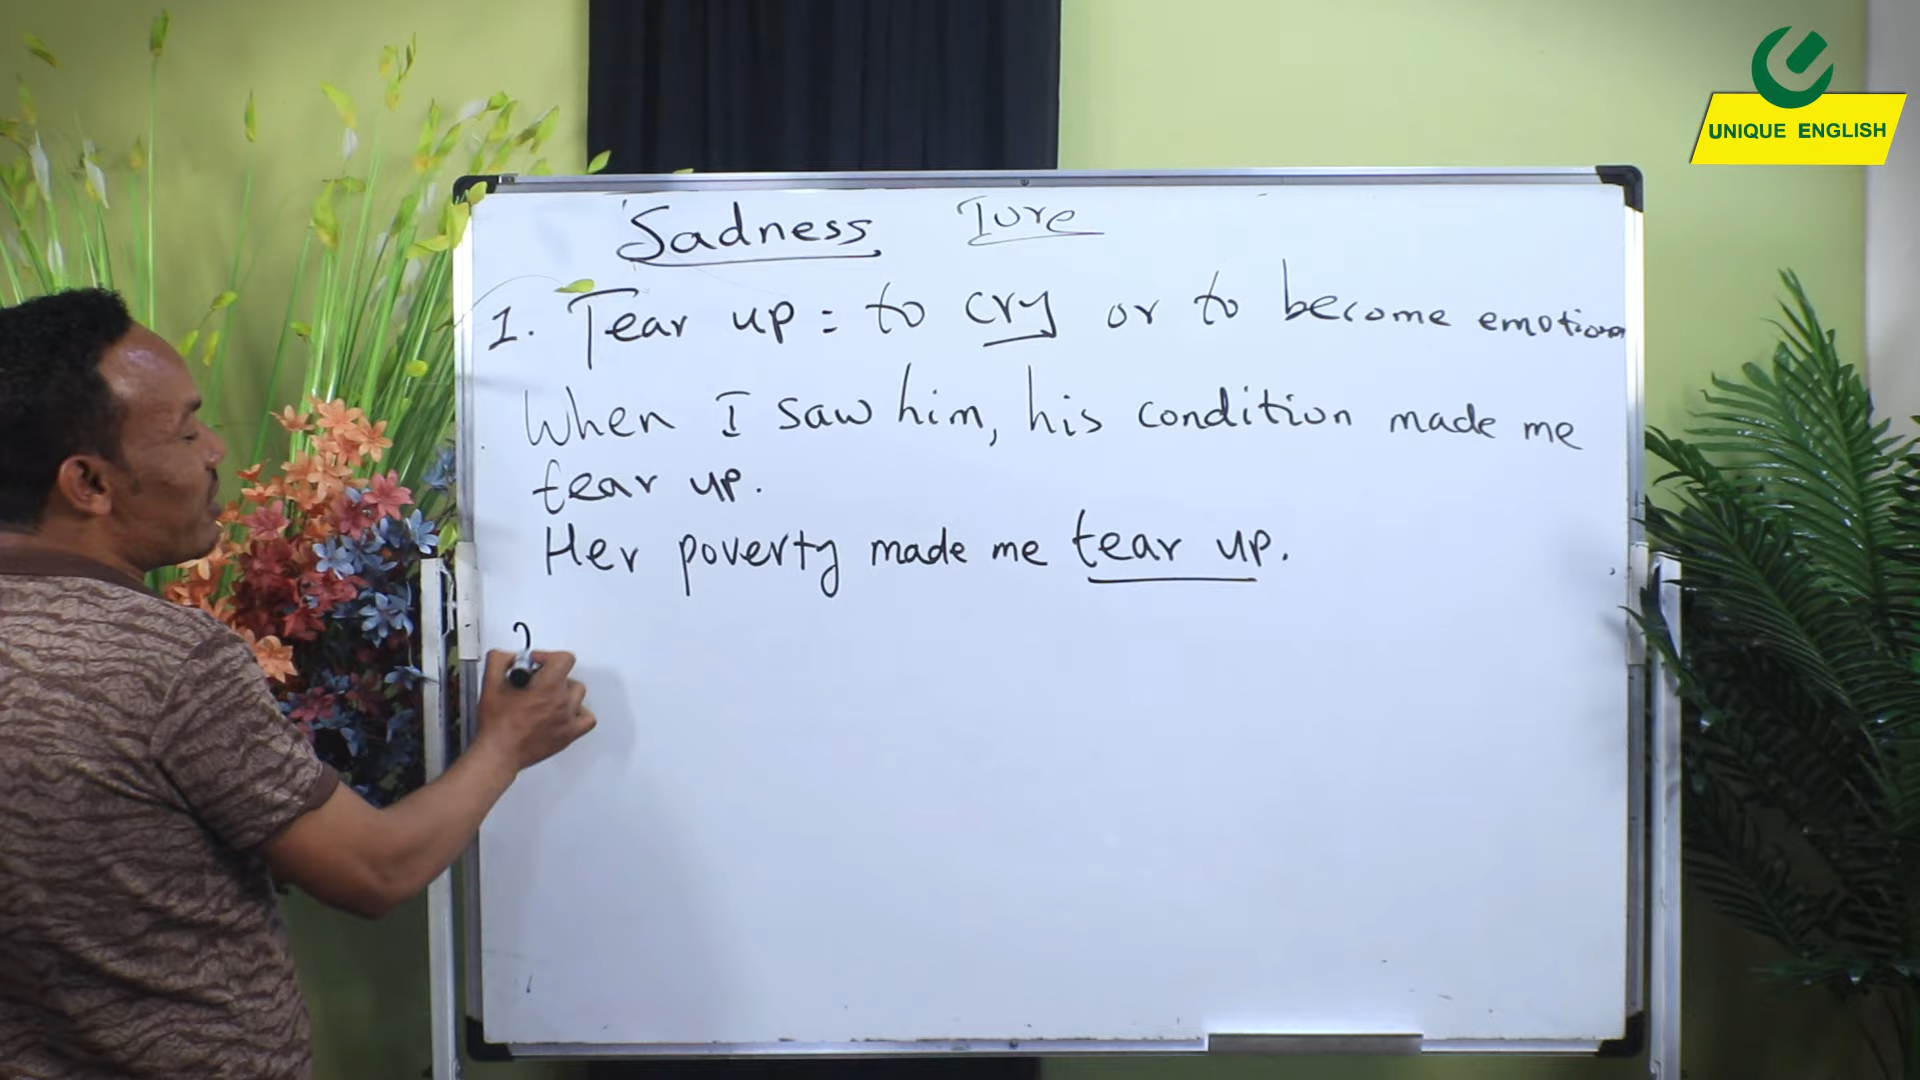 UNIQUE ENGLISH
Sadness Iure
1. Tear up : to cry or to become emotional
When I saw him, his condition made me
tear up.
Her poverty made me tear up.
2